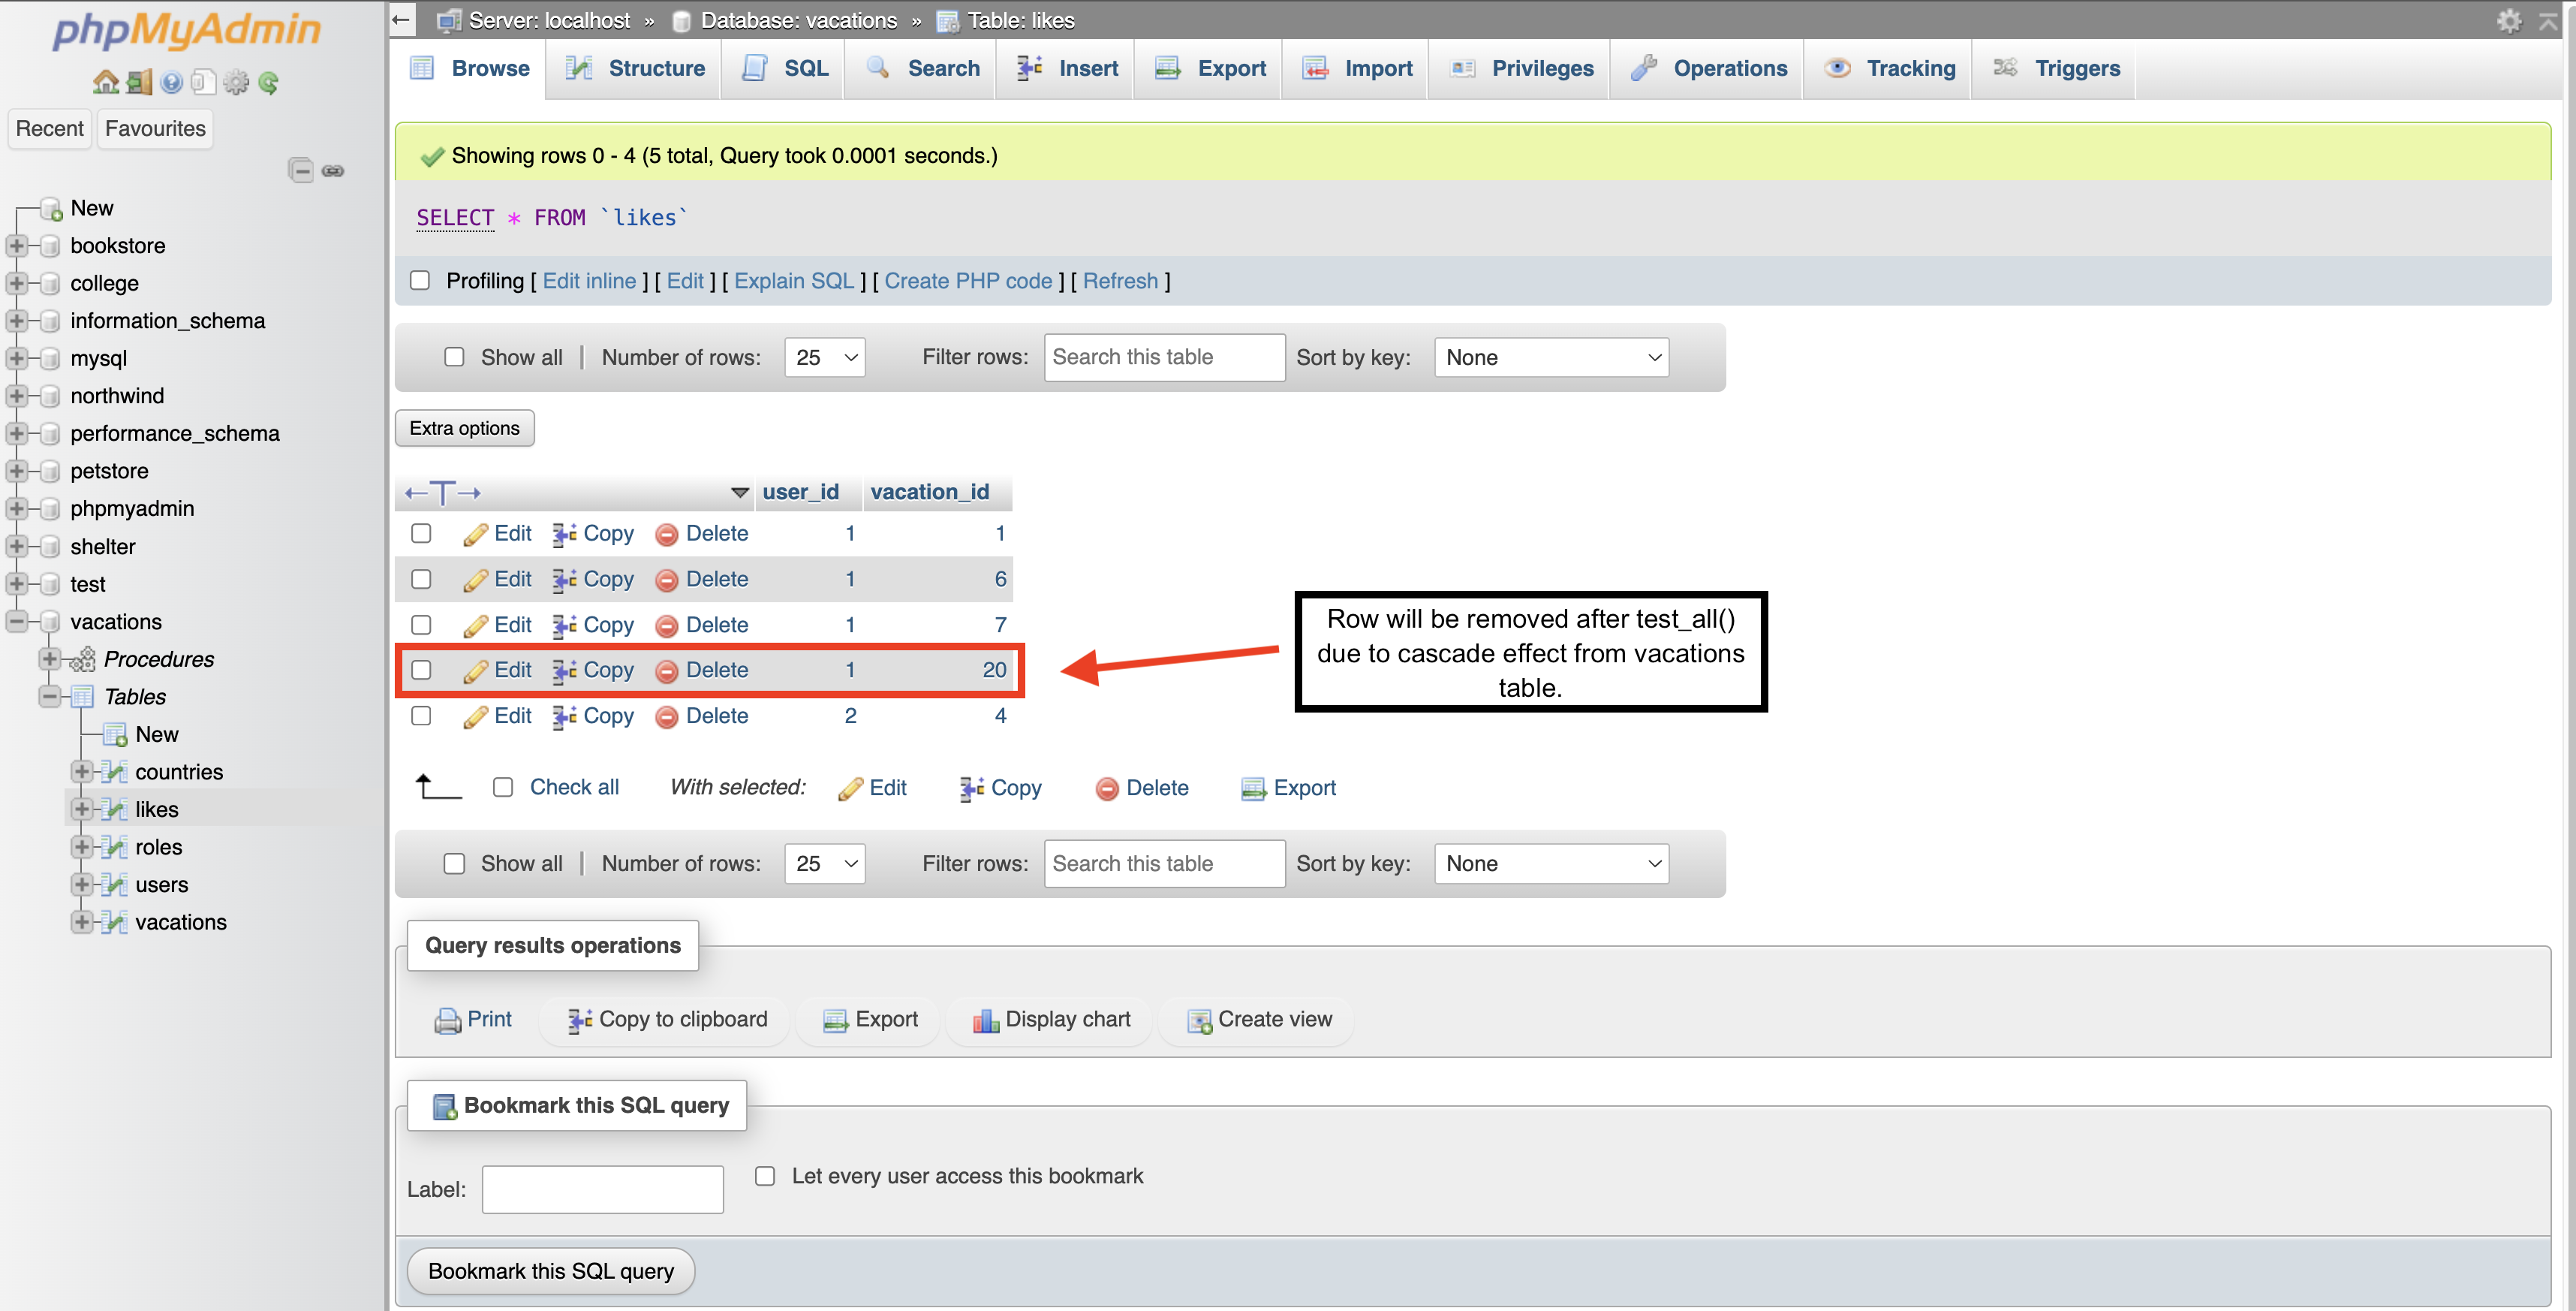 phpMyAdmin
Recent Favourites
New
bookstore
college
information_schema
mysql
northwind
performance_schema
petstore
phpmyadmin
shelter
test
vacations
Procedures
Tables
New
countries
likes
roles
users
vacations
Server: localhost » Database: vacations » Table: likes
Browse Structure SQL Search Insert Export Import Privileges Operations Tracking Triggers
Showing rows 0 - 4 (5 total, Query took 0.0001 seconds.)
SELECT * FROM `likes`
Profiling [ Edit inline ] [ Edit ] [ Explain SQL ] [ Create PHP code ] [ Refresh ]
Show all | Number of rows: 25 Filter rows: Search this table Sort by key: None
Extra options
←T→ user_id vacation_id
Edit Copy Delete 1 1
Edit Copy Delete 1 6
Edit Copy Delete 1 7
Edit Copy Delete 1 20
Edit Copy Delete 2 4
Row will be removed after test_all()
due to cascade effect from vacations
table.
Check all With selected: Edit Copy Delete Export
Show all | Number of rows: 25 Filter rows: Search this table Sort by key: None
Query results operations
Print Copy to clipboard Export Display chart Create view
Bookmark this SQL query
Label: Let every user access this bookmark
Bookmark this SQL query